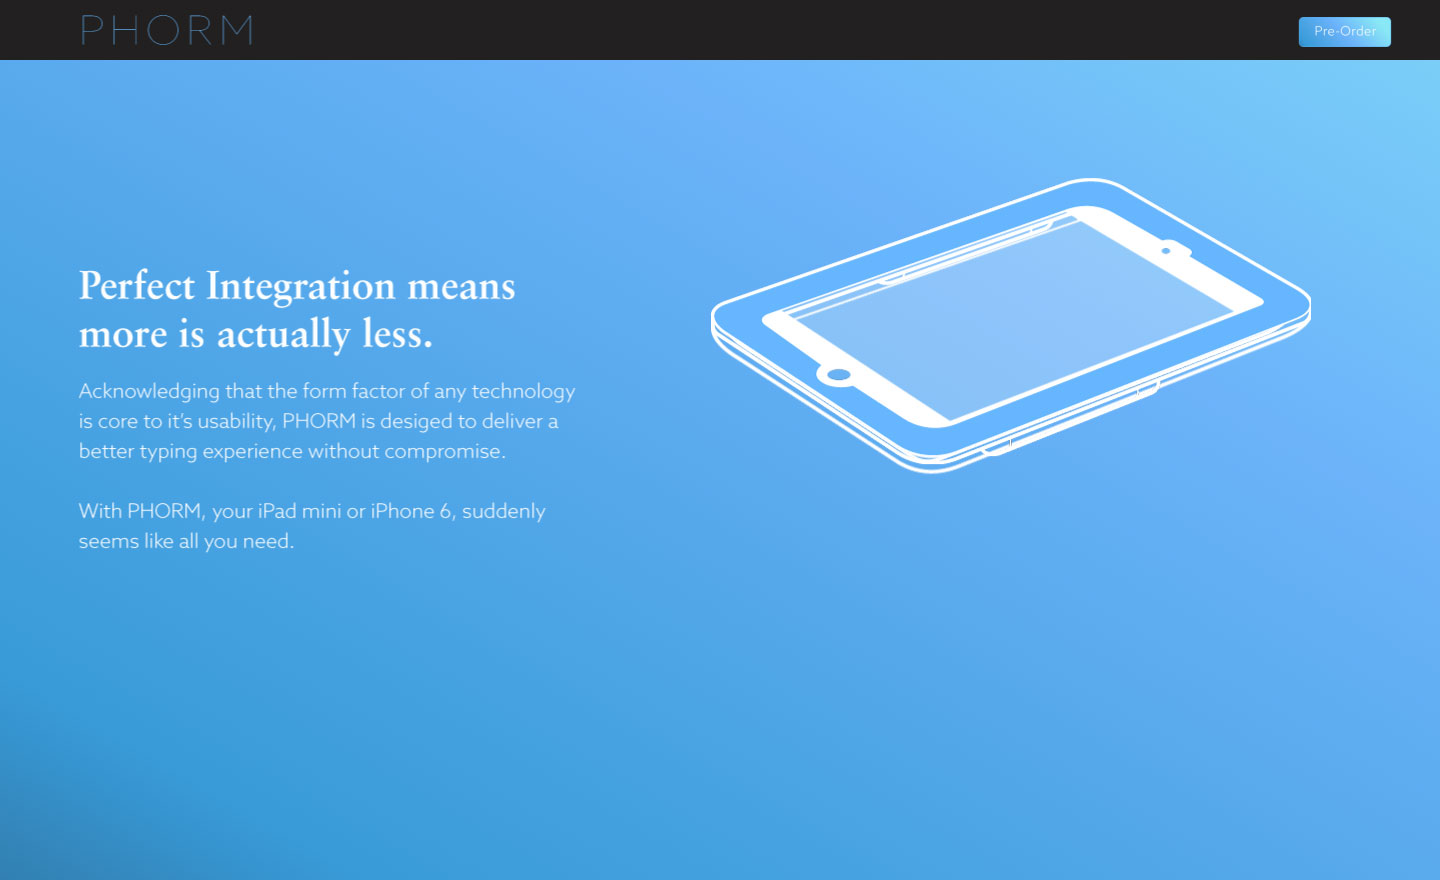 PHORM
Pre-Order
Perfect Integration means
more is actually less.
Acknowledging that the form factor of any technology
is core to it's usability, PHORM is desiged to deliver a
better typing experience without compromise.
With PHORM, your iPad mini or iPhone 6, suddenly
seems like all you need.